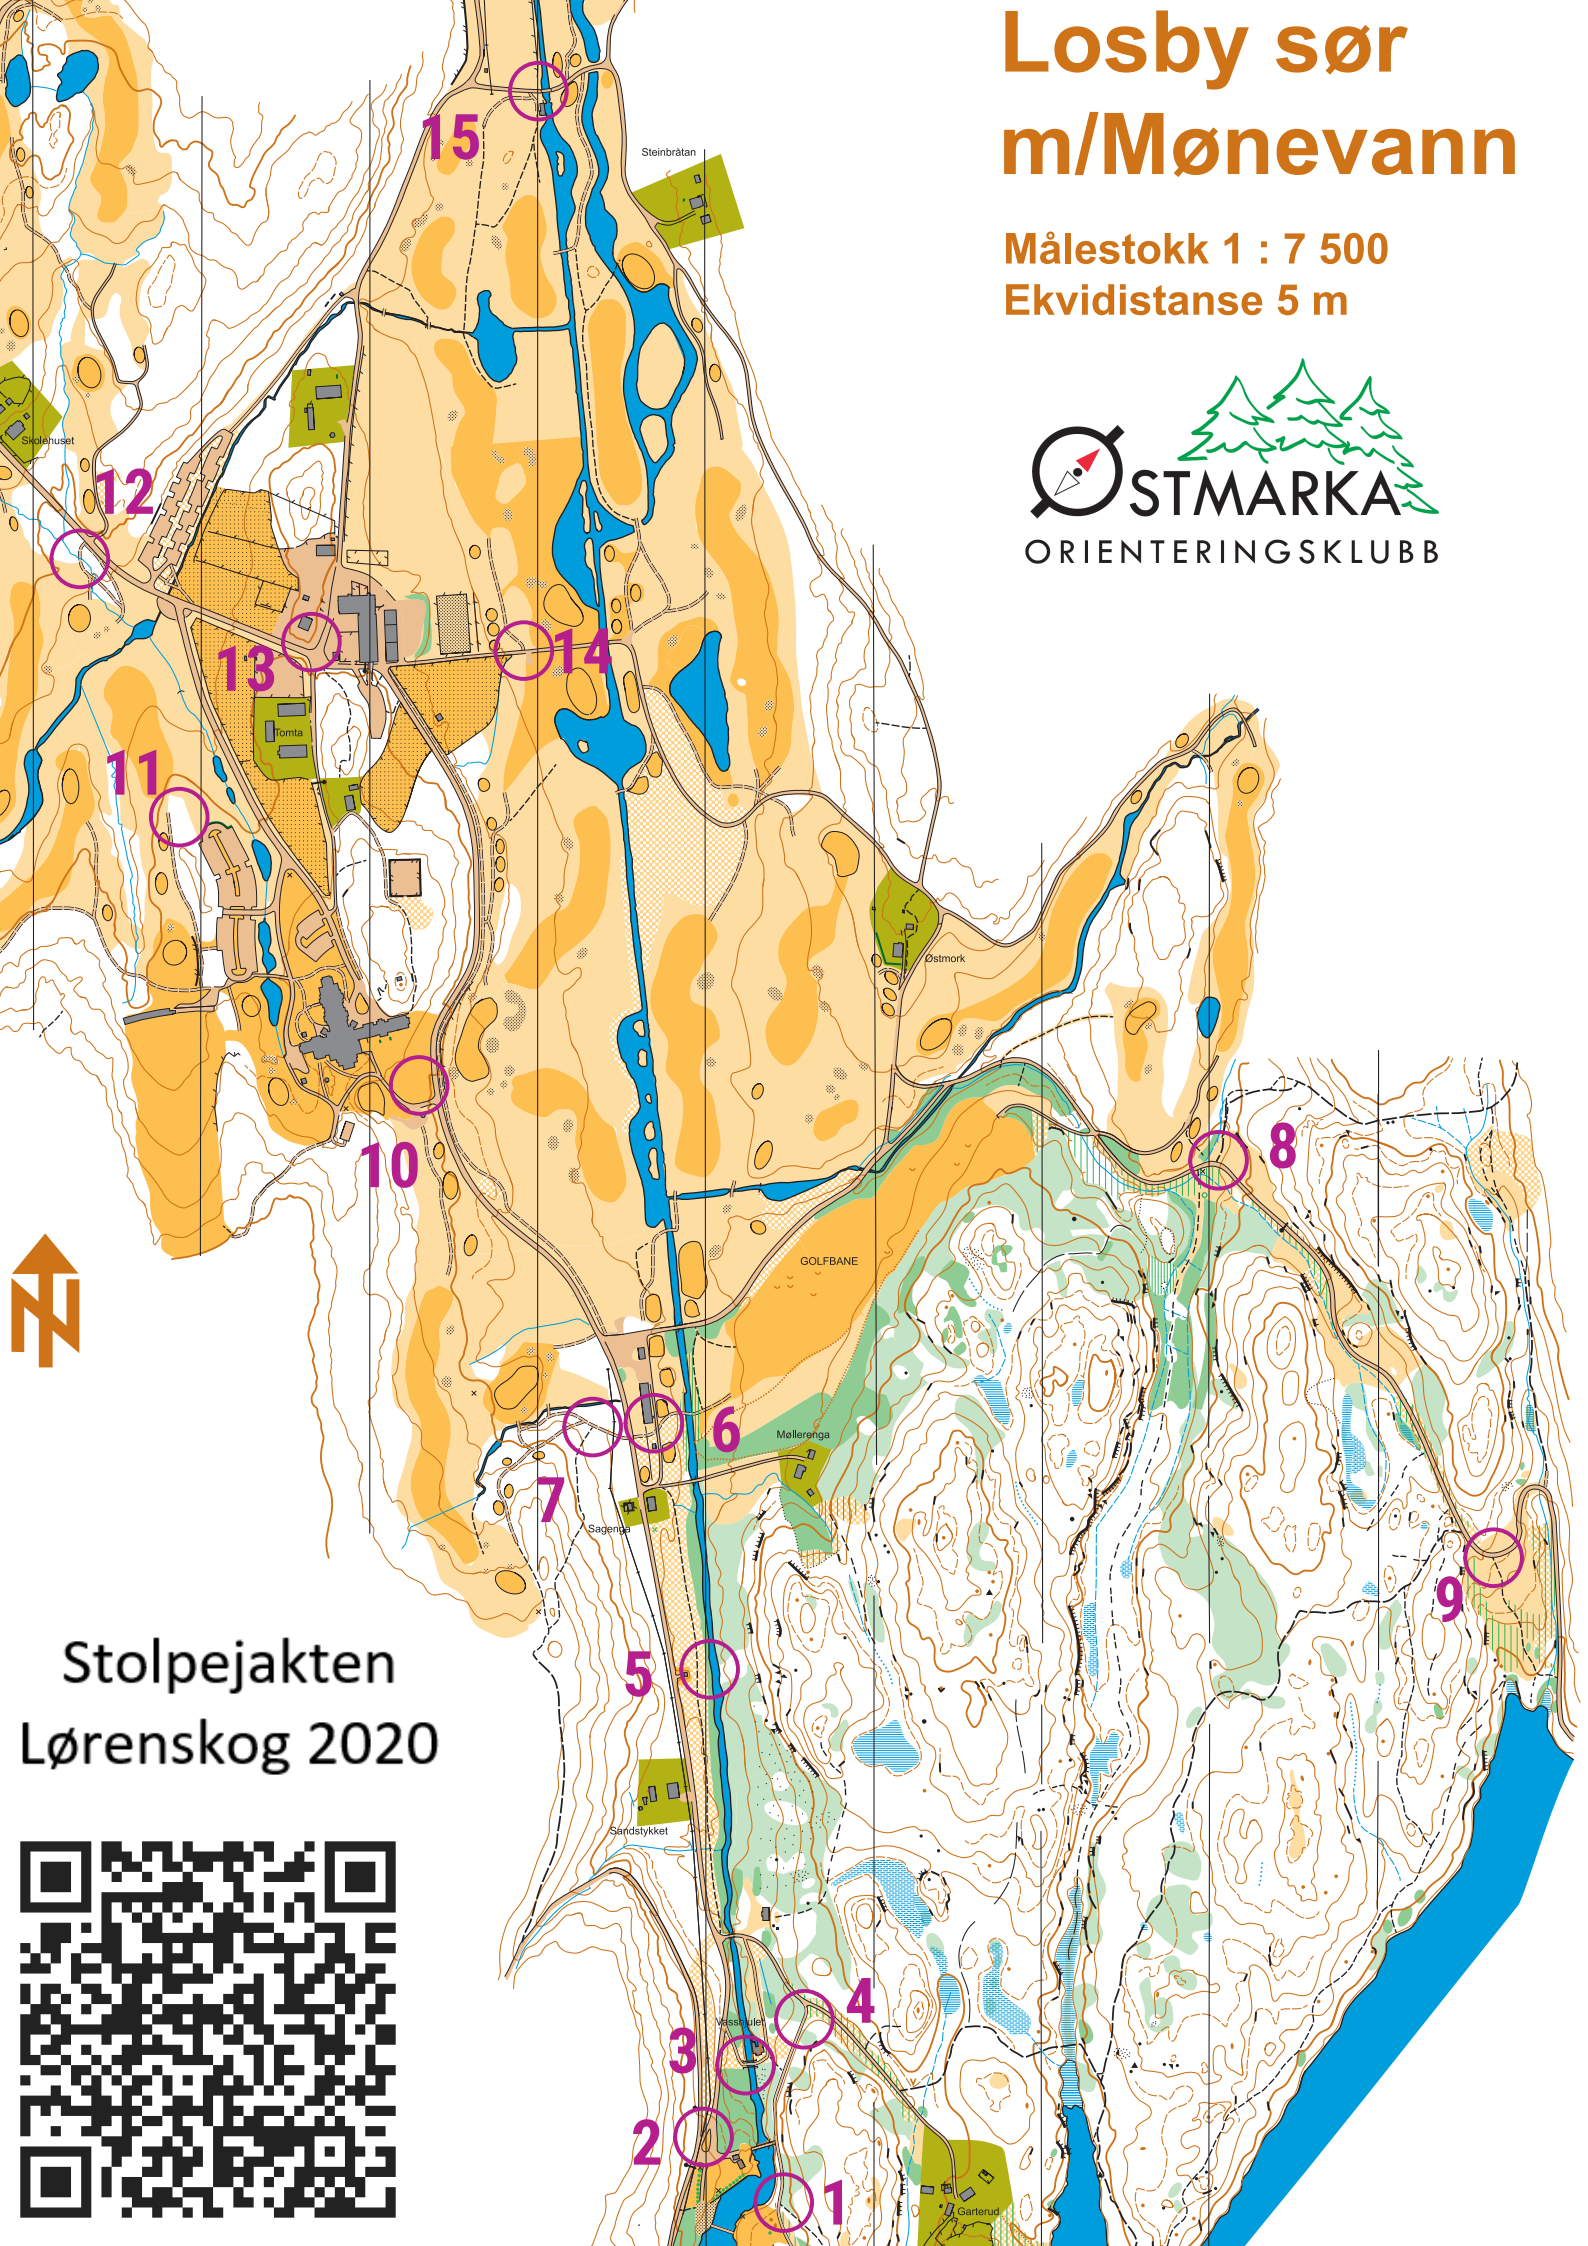 Losby sør
m/Mønevann
Målestokk 1 : 7 500
Ekvidistanse 5 m
ØSTMARKA
ORIENTERINGSKLUBB
15
Steinbråtan
Skolehuset
12
13
14
Tomta
11
Østmork
10
8
GOLFBANE
6
Møllerenga
7
Sagenga
9
5
Stolpejakten
Lørenskog 2020
Sandstykket
4
Vasshjulet
3
2
1
Garterud